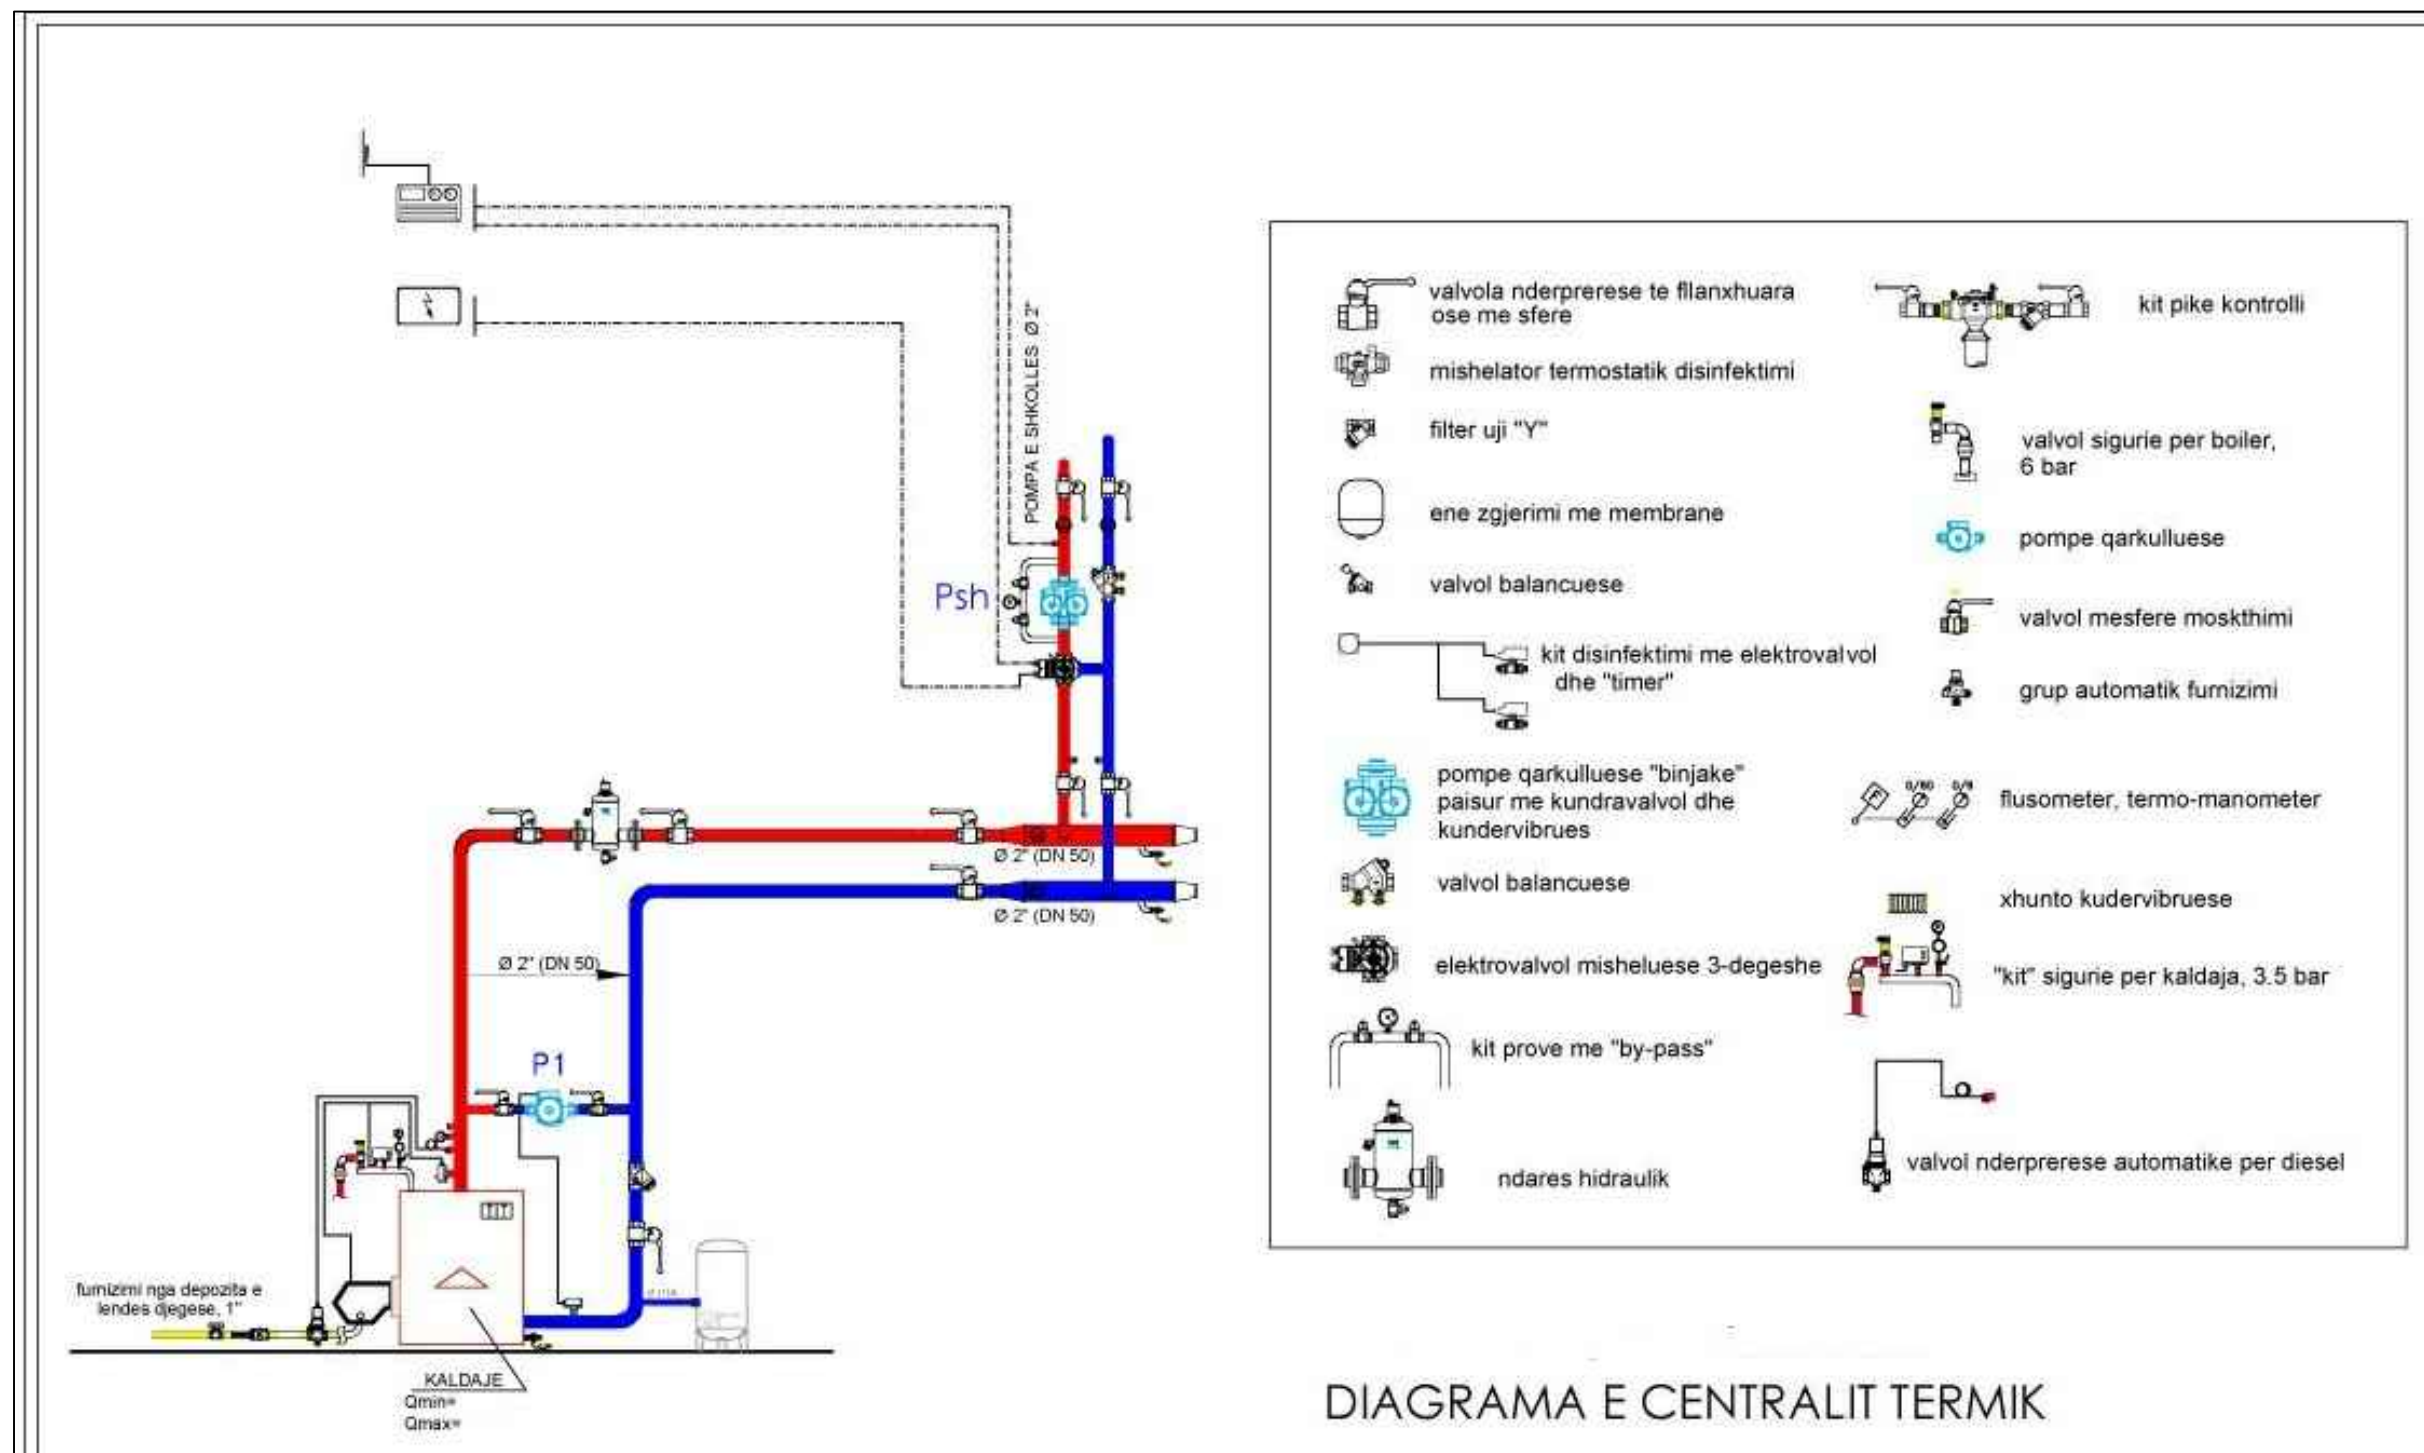 POMPA E SHKOLLES Ø 2"
Psh
Ø 2" (DN 50)
Ø 2" (DN 50)
Ø 2" (DN 50)
P1
furnizimi nga depozita e
lendes djegese, 1"
KALDAJE
Qmin=
Qmax=
valvola nderprerese te fllanxhuara
ose me sfere
mishelator termostatik disinfektimi
filter uji "Y"
ene zgjerimi me membrane
valvol balancuese
kit disinfektimi me elektrovalvol
dhe "timer"
pompe qarkulluese "binjake"
paisur me kundravalvol dhe
kundervibrues
valvol balancuese
elektrovalvol misheluese 3-degeshe
kit prove me "by-pass"
ndares hidraulik
kit pike kontrolli
valvol sigurie per boiler,
6 bar
pompe qarkulluese
valvol mesfere moskthimi
grup automatik furnizimi
flusometer, termo-manometer
xhunto kudervibruese
"kit" sigurie per kaldaja, 3.5 bar
valvol nderprerese automatike per diesel
DIAGRAMA E CENTRALIT TERMIK